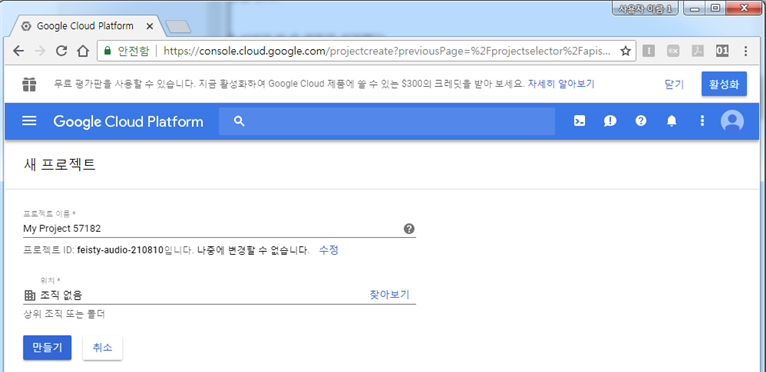 사용자 이용 1
Google Cloud Platform
안전함 | https://console.cloud.google.com/projectcreate?previousPage=%2Fprojectselector%2Fapis...
01
무료 평가판을 사용할 수 있습니다. 지금 활성화하여 Google Cloud 제품에 쓸 수 있는 $300의 크레딧을 받아 보세요. 자세히 알아보기 닫기 활성화
Google Cloud Platform
새 프로젝트
프로젝트 이름 *
My Project 57182
프로젝트 ID: feisty-audio-210810입니다. 나중에 변경할 수 없습니다. 수정
위치 *
조직 없음 찾아보기
상위 조직 또는 폴더
만들기 취소